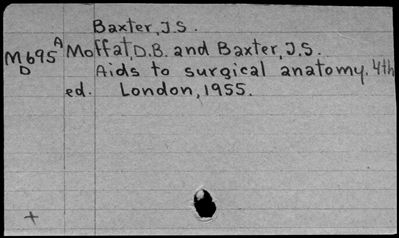 Baxter, J.S.
M695 A D
Moffat, D.B. and Baxter, J.S.
Aids to surgical anatomy. 4th
ed. London, 1955.
+